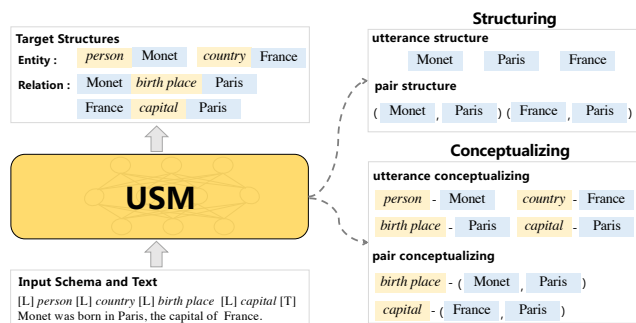 Target Structures
Entity : person Monet country France
Relation : Monet birth place Paris
France capital Paris
USM
Input Schema and Text
[L] person [L] country [L] birth place [L] capital [T]
Monet was born in Paris, the capital of France.
Structuring
utterance structure
Monet Paris France
pair structure
( Monet , Paris ) ( France , Paris )
Conceptualizing
utterance conceptualizing
person - Monet country - France
birth place - Paris capital - Paris
pair conceptualizing
birth place - ( Monet , Paris )
capital - ( France , Paris )